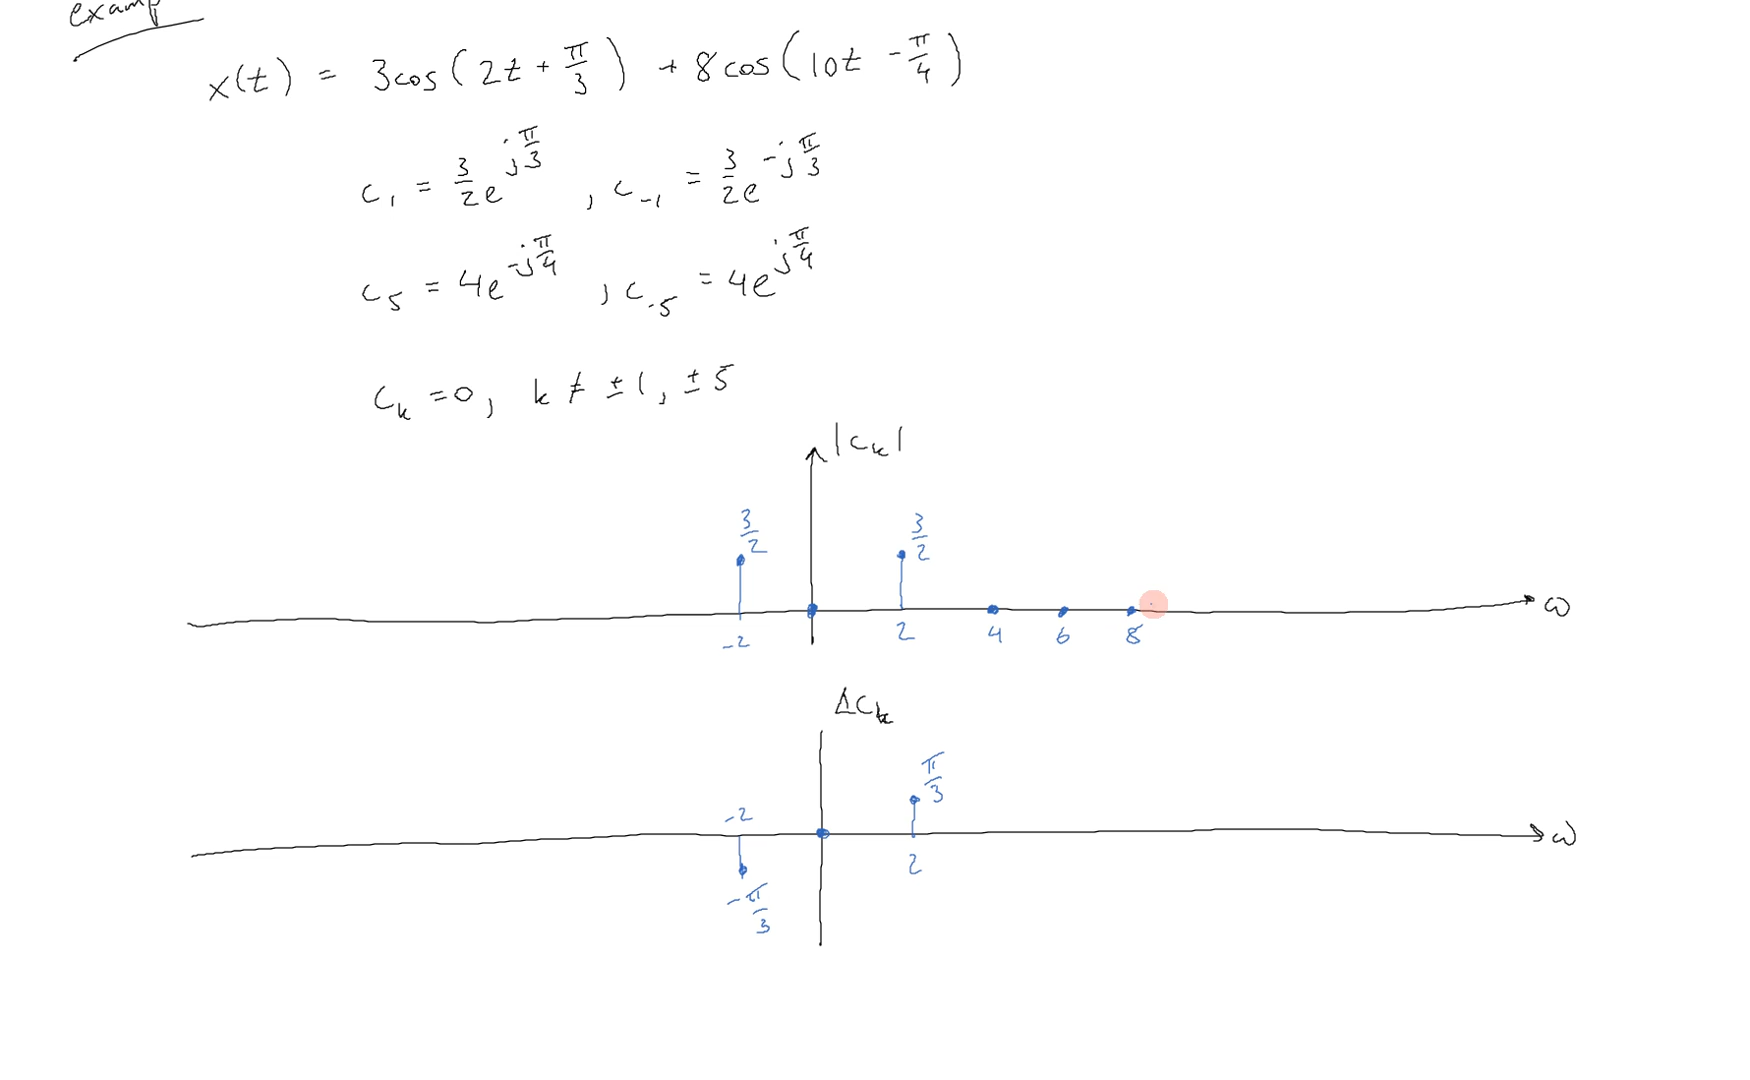 examp
x(t) = 3cos(2t + π/3) + 8cos(10t - π/4)
c₁ = 3/2 e^{jπ/3} , c₋₁ = 3/2 e^{-jπ/3}
c₅ = 4e^{-jπ/4} , c₋₅ = 4e^{jπ/4}
cₖ = 0, k ≠ ±1, ±5
|cₖ|
3/2 3/2
ω
-2 2 4 6 8
∠cₖ
π/3
-2
ω
2
-π/3